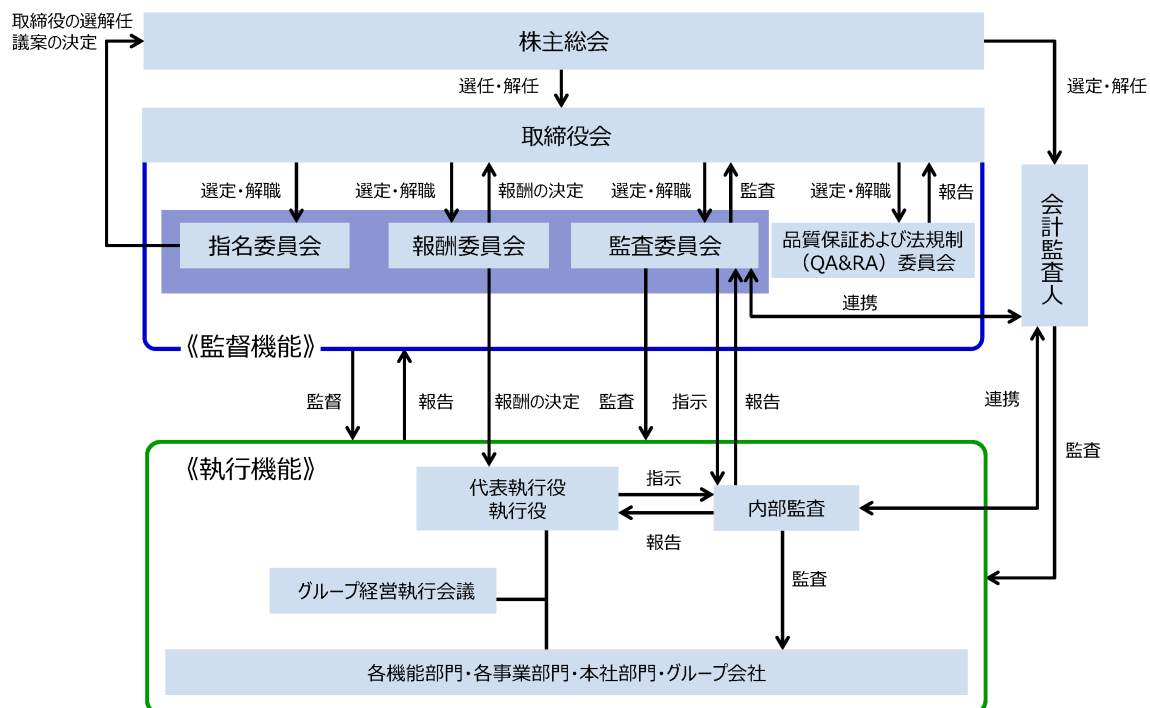 取締役の選解任
議案の決定
株主総会
選任・解任
選定・解任
取締役会
選定・解職
選定・解職
報酬の決定
選定・解職
監査
選定・解職
報告
指名委員会
報酬委員会
監査委員会
品質保証および法規制
（QA&RA）委員会
会計監査人
連携
《監督機能》
監督
報告
報酬の決定
監査
指示
報告
連携
監査
《執行機能》
代表執行役
執行役
指示
報告
内部監査
監査
グループ経営執行会議
各機能部門・各事業部門・本社部門・グループ会社